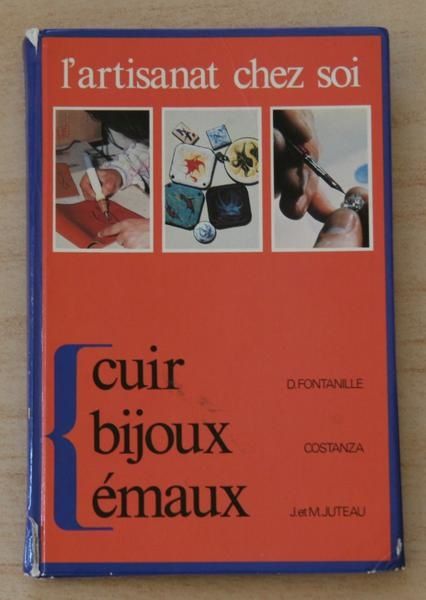 l'artisanat chez soi
cuir
D. FONTANILLE
bijoux
COSTANZA
émaux
J. et M. JUTEAU